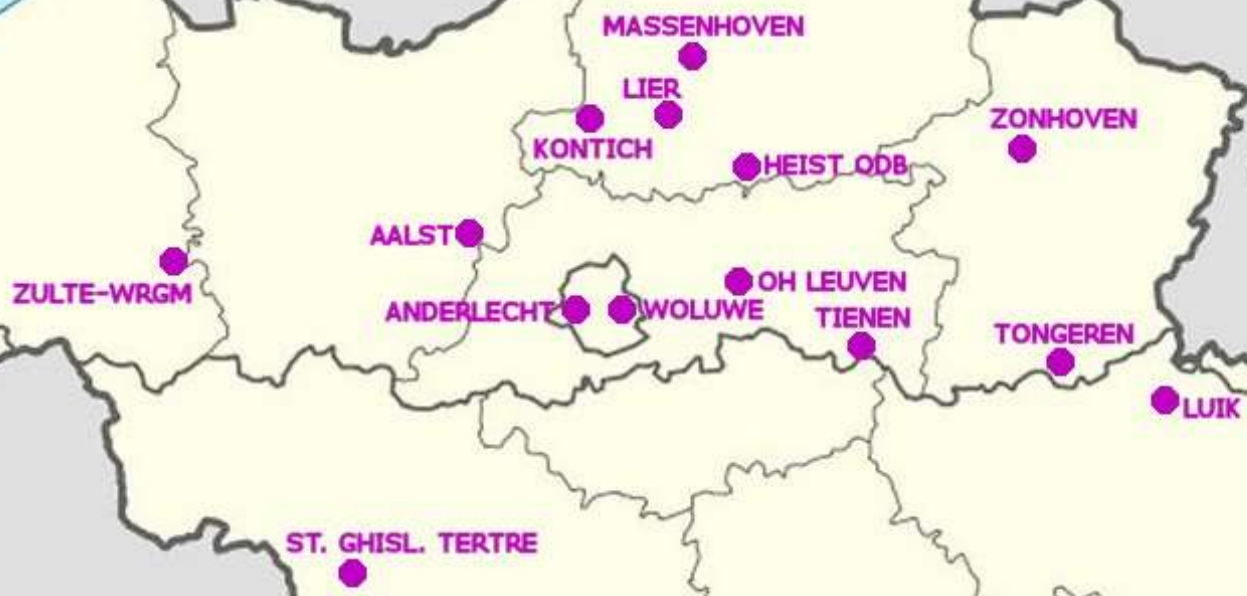 MASSENHOVEN
LIER
ZONHOVEN
KONTICH
HEIST ODB
AALST
OH LEUVEN
ZULTE-WRGM
ANDERLECHT
WOLUWE
TIENEN
TONGEREN
LUIK
ST. GHISL. TERTRE